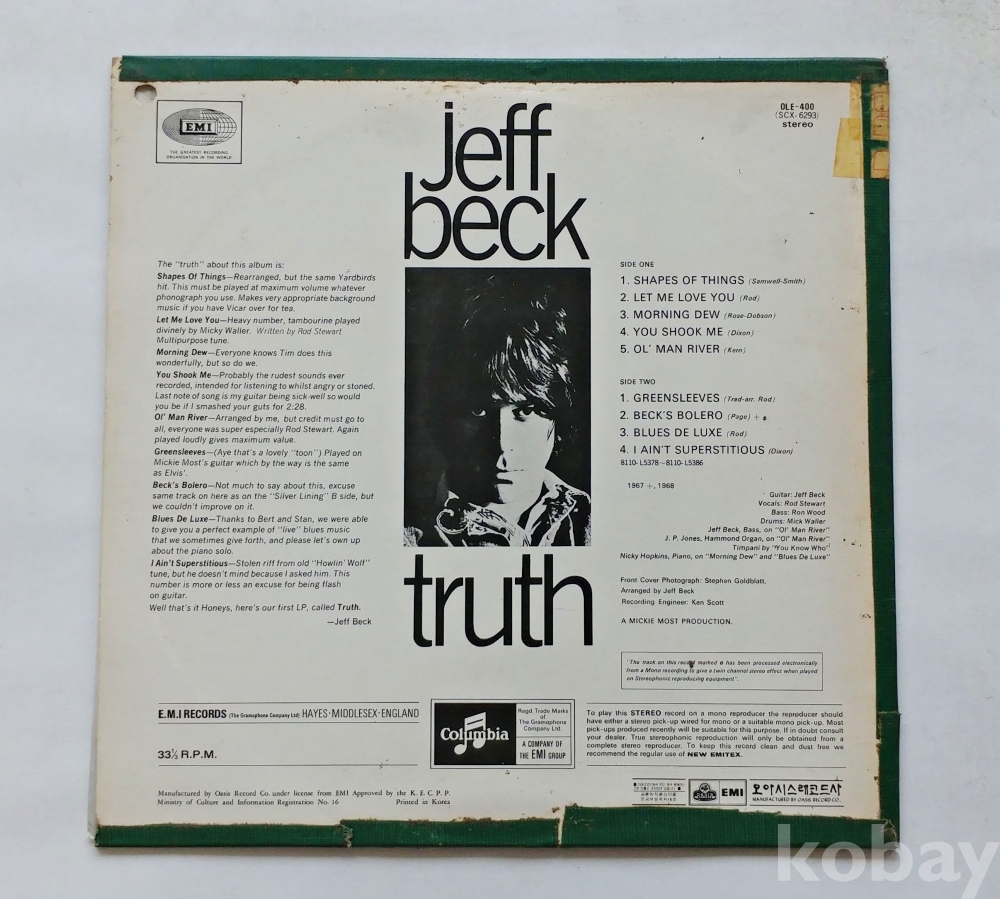 EMI
THE GREATEST RECORDING
ORGANISATION IN THE WORLD
jeff
beck
OLE-400
(SCX-6293)
stereo
The "truth" about this album is:
Shapes Of Things—Rearranged, but the same Yardbirds
hit. This must be played at maximum volume whatever
phonograph you use. Makes very appropriate background
music if you have Vicar over for tea.
Let Me Love You—Heavy number, tambourine played
divinely by Micky Waller. Written by Rod Stewart
Multipurpose tune.
Morning Dew—Everyone knows Tim does this
wonderfully, but so do we.
You Shook Me—Probably the rudest sounds ever
recorded, intended for listening to whilst angry or stoned.
Last note of song is my guitar being sick-well so would
you be if I smashed your guts for 2:28.
Ol' Man River—Arranged by me, but credit must go to
all, everyone was super especially Rod Stewart. Again
played loudly gives maximum value.
Greensleeves—(Aye that's a lovely "toon") Played on
Mickie Most's guitar which by the way is the same
as Elvis'.
Beck's Bolero—Not much to say about this, excuse
same track on here as on the "Silver Lining" B side, but
we couldn't improve on it.
Blues De Luxe—Thanks to Bert and Stan, we were able
to give you a perfect example of "live" blues music
that we sometimes give forth, and please let's own up
about the piano solo.
I Ain't Superstitious—Stolen riff from old "Howlin' Wolf"
tune, but he doesn't mind because I asked him. This
number is more or less an excuse for being flash
on guitar.
Well that's it Honeys, here's our first LP, called Truth.
—Jeff Beck
truth
SIDE ONE
1. SHAPES OF THINGS (Samwell-Smith)
2. LET ME LOVE YOU (Rod)
3. MORNING DEW (Rose-Dobson)
4. YOU SHOOK ME (Dixon)
5. OL' MAN RIVER (Kern)
SIDE TWO
1. GREENSLEEVES (Trad-arr. Rod)
2. BECK'S BOLERO (Page) +
3. BLUES DE LUXE (Rod)
4. I AIN'T SUPERSTITIOUS (Dixon)
8110-L5378~8110-L5386
1967 +, 1968
Guitar: Jeff Beck
Vocals: Rod Stewart
Bass: Ron Wood
Drums: Mick Waller
Jeff Beck, Bass, on "Ol' Man River"
J. P. Jones, Hammond Organ, on "Ol' Man River"
Timpani by "You Know Who"
Nicky Hopkins, Piano, on "Morning Dew" and "Blues De Luxe"
Front Cover Photograph: Stephen Goldblatt.
Arranged by Jeff Beck
Recording Engineer: Ken Scott
A MICKIE MOST PRODUCTION.
"The track on this record marked ø has been processed electronically
from a Mono recording to give a twin channel stereo effect when played
on Stereophonic reproducing equipment".
E.M.I RECORDS (The Gramophone Company Ltd) HAYES·MIDDLESEX·ENGLAND
33⅓ R.P.M.
Columbia
Regd. Trade Marks
of
The Gramophone
Company Ltd.
A COMPANY OF
THE EMI GROUP
To play this STEREO record on a mono reproducer the reproducer should
have either a stereo pick-up wired for mono or a suitable mono pick-up. Most
pick-ups produced recently will be suitable for this purpose. If in doubt consult
your dealer. True stereophonic reproduction will only be obtained from a
complete stereo reproducer. To keep this record clean and dust free we
recommend the regular use of NEW EMITEX.
Manufactured by Oasis Record Co. under license from EMI Approved by the K. E. C. P. P.
Ministry of Culture and Information Registration No. 16 Printed in Korea
EMI
오아시스레코드사
MANUFACTURED BY OASIS RECORD CO.
kobay